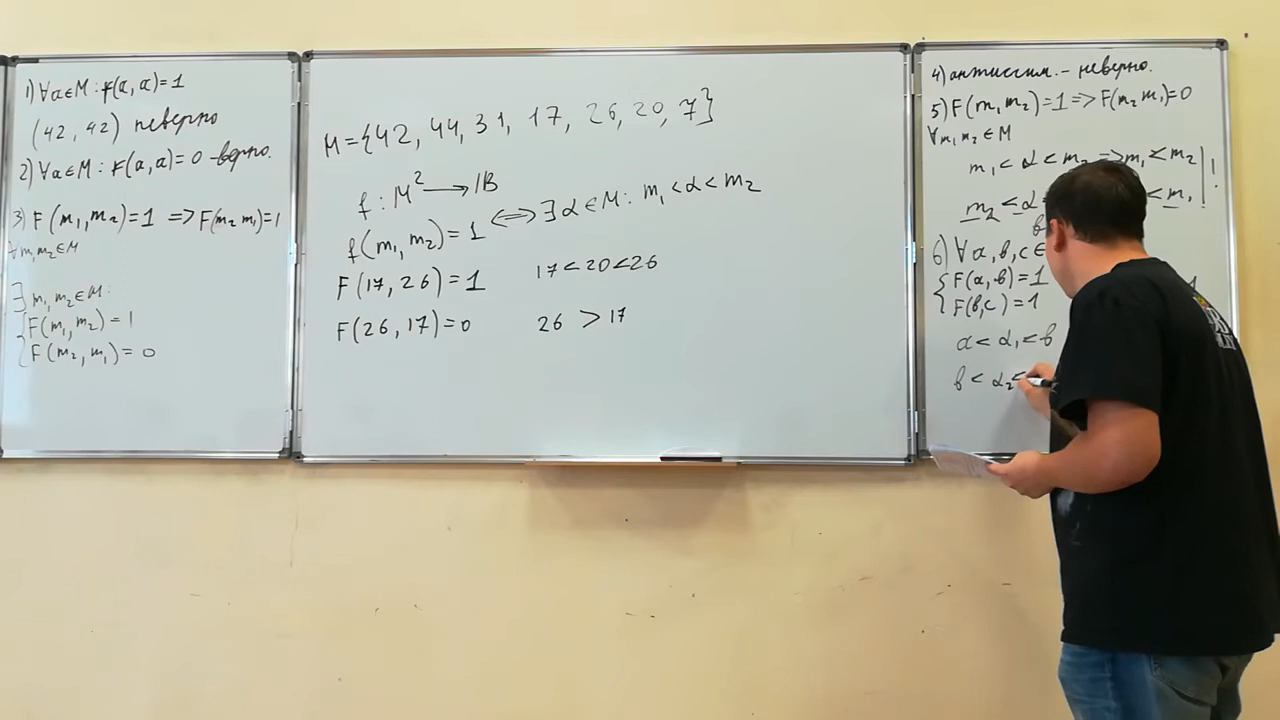 1) ∀a∈M: f(a,a)=1
(42, 42) неверно
2) ∀a∈M: F(a,a)=0 - верно.
3) F(m₁,m₂)=1 => F(m₂ m₁)=1
∀m₁m₂∈M
∃ m₁, m₂∈M:
{ F(m₁,m₂) = 1
F(m₂, m₁) = 0
M={42, 44, 31, 17, 26, 20, 7}
f : M² → IB
f(m₁, m₂) = 1 <=> ∃ α∈M: m₁<α<m₂
F(17, 26) = 1 17<20<26
F(26, 17)=0 26 > 17
4) антисим. - неверно.
5) F(m₁,m₂)=1 => F(m₂ m₁)=0
∀m₁ m₂∈M
m₁<α<m₂ => m₁<m₂
m₂<α < m₁ !
6) ∀a,b,c∈
{ F(a,b)=1
F(b,c)=1
a<α₁<b
b<α₂<